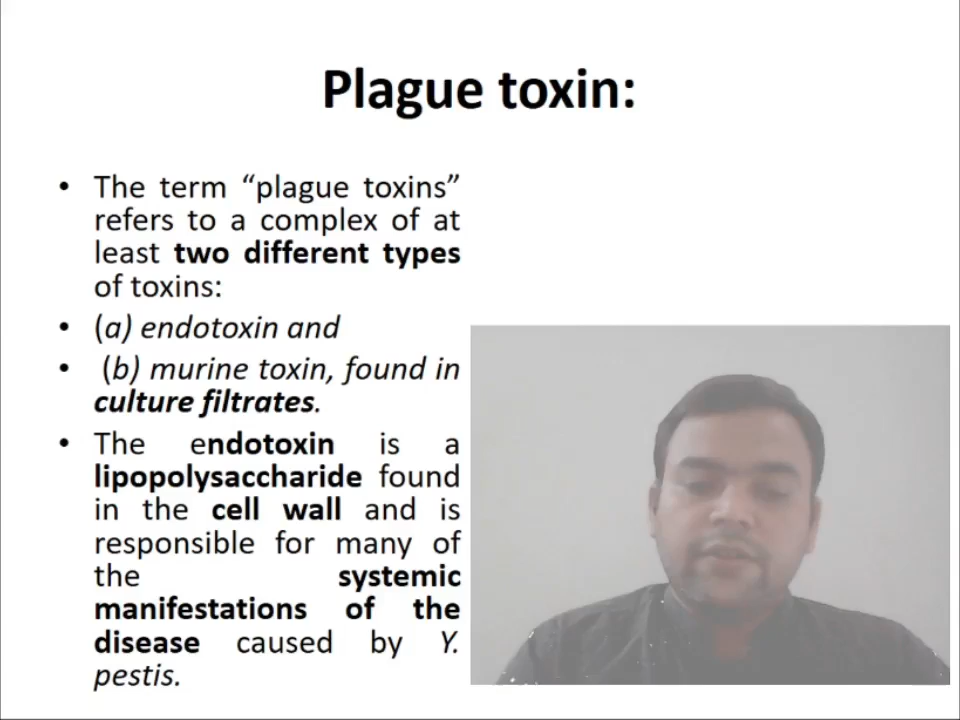 Plague toxin:
• The term “plague toxins”
refers to a complex of at
least two different types
of toxins:
• (a) endotoxin and
• (b) murine toxin, found in
culture filtrates.
• The endotoxin is a
lipopolysaccharide found
in the cell wall and is
responsible for many of
the systemic
manifestations of the
disease caused by Y.
pestis.